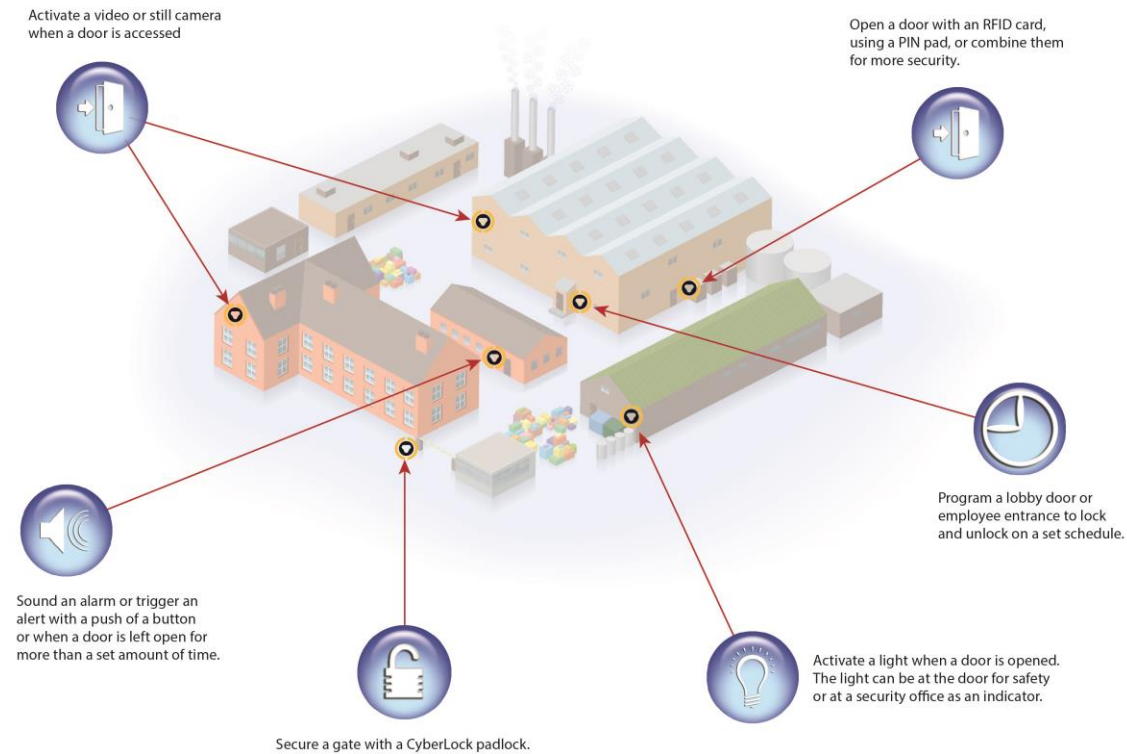 Activate a video or still camera
when a door is accessed
Open a door with an RFID card,
using a PIN pad, or combine them
for more security.
Program a lobby door or
employee entrance to lock
and unlock on a set schedule.
Sound an alarm or trigger an
alert with a push of a button
or when a door is left open for
more than a set amount of time.
Activate a light when a door is opened.
The light can be at the door for safety
or at a security office as an indicator.
Secure a gate with a CyberLock padlock.